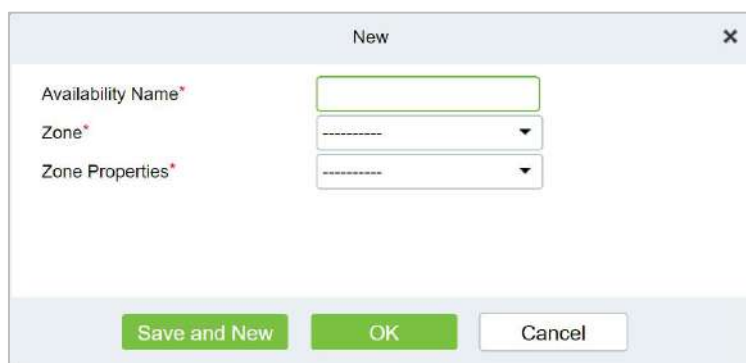 New ×
Availability Name*
Zone* ----------
Zone Properties* ----------
Save and New OK Cancel